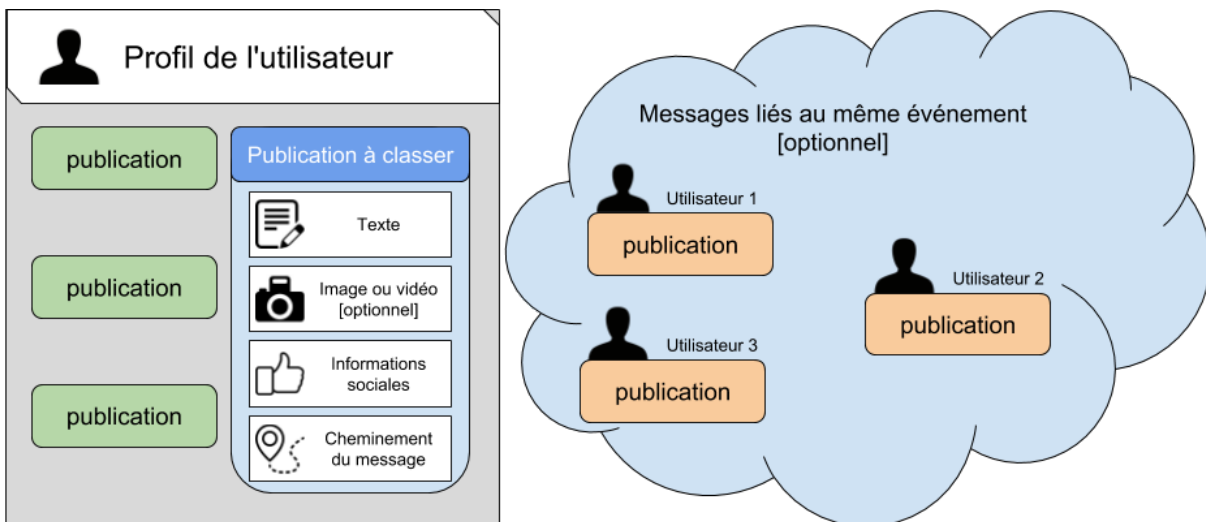 Profil de l'utilisateur
publication
publication
publication
Publication à classer
Texte
Image ou vidéo
[optionnel]
Informations
sociales
Cheminement
du message
Messages liés au même événement
[optionnel]
Utilisateur 1
publication
Utilisateur 2
publication
Utilisateur 3
publication